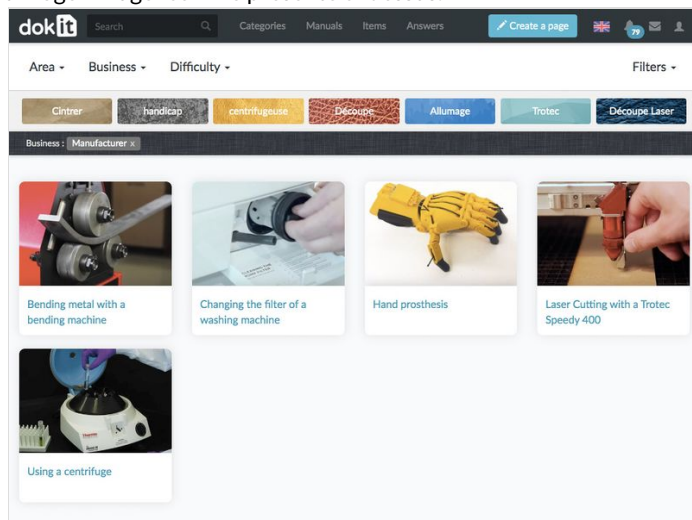 dokit
Search
Categories
Manuals
Items
Answers
Create a page
79
Area
Business
Difficulty
Filters
Cintrer
handicap
centrifugeuse
Découpe
Allumage
Trotec
Découpe Laser
Business : Manufacturer x
Bending metal with a
bending machine
Changing the filter of a
washing machine
Hand prosthesis
Laser Cutting with a Trotec
Speedy 400
Using a centrifuge